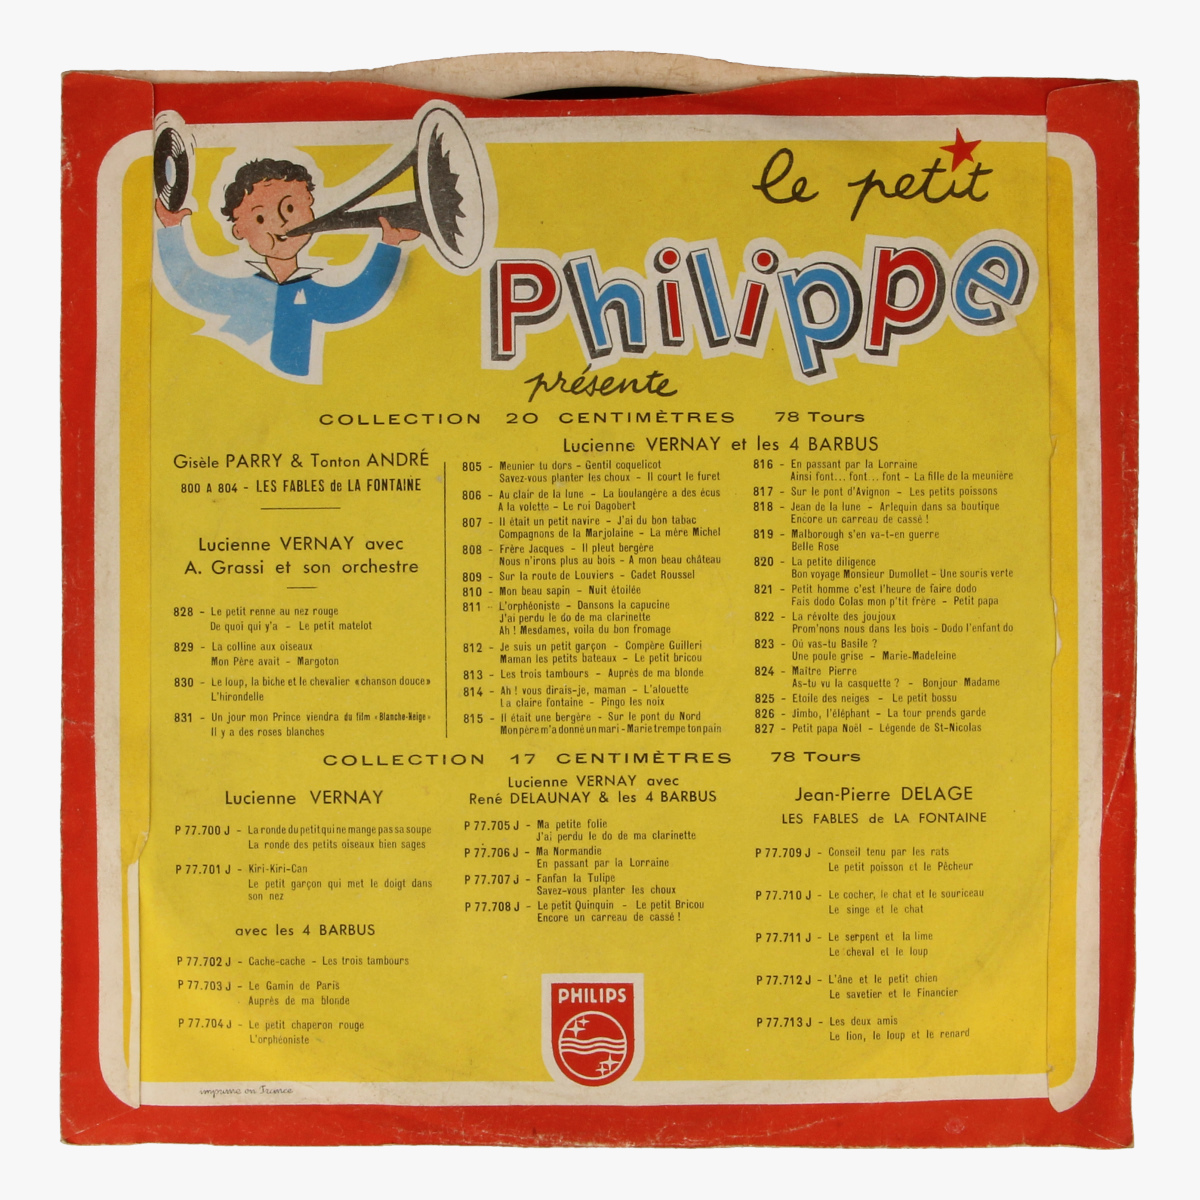 le petit
Philippe
présente
COLLECTION 20 CENTIMÈTRES 78 Tours
Gisèle PARRY & Tonton ANDRÉ
800 A 804 - LES FABLES de LA FONTAINE
Lucienne VERNAY avec
A. Grassi et son orchestre
828 - Le petit renne au nez rouge
De quoi qui y'a - Le petit matelot
829 - La colline aux oiseaux
Mon Père avait - Margoton
830 - Le loup, la biche et le chevalier «chanson douce»
L'hirondelle
831 - Un jour mon Prince viendra du film «Blanche-Neige»
Il y a des roses blanches
Lucienne VERNAY et les 4 BARBUS
805 - Meunier tu dors - Gentil coquelicot
Savez-vous planter les choux - Il court le furet
806 - Au clair de la lune - La boulangère a des écus
A la volette - Le roi Dagobert
807 - Il était un petit navire - J'ai du bon tabac
Compagnons de la Marjolaine - La mère Michel
808 - Frère Jacques - Il pleut bergère
Nous n'irons plus au bois - A mon beau château
809 - Sur la route de Louviers - Cadet Roussel
810 - Mon beau sapin - Nuit étoilée
811 - L'orphéoniste - Dansons la capucine
J'ai perdu le do de ma clarinette
Ah ! Mesdames, voila du bon fromage
812 - Je suis un petit garçon - Compère Guilleri
Maman les petits bateaux - Le petit bricou
813 - Les trois tambours - Auprès de ma blonde
814 - Ah ! vous dirais-je, maman - L'alouette
La claire fontaine - Pingo les noix
815 - Il était une bergère - Sur le pont du Nord
Mon père m'a donné un mari - Marie trempe ton pain
816 - En passant par la Lorraine
Ainsi font... font... font - La fille de la meunière
817 - Sur le pont d'Avignon - Les petits poissons
818 - Jean de la lune - Arlequin dans sa boutique
Encore un carreau de cassé !
819 - Malborough s'en va-t-en guerre
Belle Rose
820 - La petite diligence
Bon voyage Monsieur Dumollet - Une souris verte
821 - Petit homme c'est l'heure de faire dodo
Fais dodo Colas mon p'tit frère - Petit papa
822 - La révolte des joujoux
Prom'nons nous dans les bois - Dodo l'enfant do
823 - Où vas-tu Basile ?
Une poule grise - Marie-Madeleine
824 - Maître Pierre
As-tu vu la casquette ? - Bonjour Madame
825 - Etoile des neiges - Le petit bossu
826 - Jimbo, l'éléphant - La tour prends garde
827 - Petit papa Noël - Légende de St-Nicolas
COLLECTION 17 CENTIMÈTRES 78 Tours
Lucienne VERNAY
P 77.700 J - La ronde du petit qui ne mange pas sa soupe
La ronde des petits oiseaux bien sages
P 77.701 J - Kiri-Kiri-Can
Le petit garçon qui met le doigt dans
son nez
avec les 4 BARBUS
P 77.702 J - Cache-cache - Les trois tambours
P 77.703 J - Le Gamin de Paris
Auprès de ma blonde
P 77.704 J - Le petit chaperon rouge
L'orphéoniste
Lucienne VERNAY avec
René DELAUNAY & les 4 BARBUS
P 77.705 J - Ma petite folie
J'ai perdu le do de ma clarinette
P 77.706 J - Ma Normandie
En passant par la Lorraine
P 77.707 J - Fanfan la Tulipe
Savez-vous planter les choux
P 77.708 J - Le petit Quinquin - Le petit Bricou
Encore un carreau de cassé !
Jean-Pierre DELAGE
LES FABLES de LA FONTAINE
P 77.709 J - Conseil tenu par les rats
Le petit poisson et le Pêcheur
P 77.710 J - Le cocher, le chat et le souriceau
Le singe et le chat
P 77.711 J - Le serpent et la lime
Le cheval et le loup
P 77.712 J - L'âne et le petit chien
Le savetier et le Financier
P 77.713 J - Les deux amis
Le lion, le loup et le renard
PHILIPS
imprimé en France